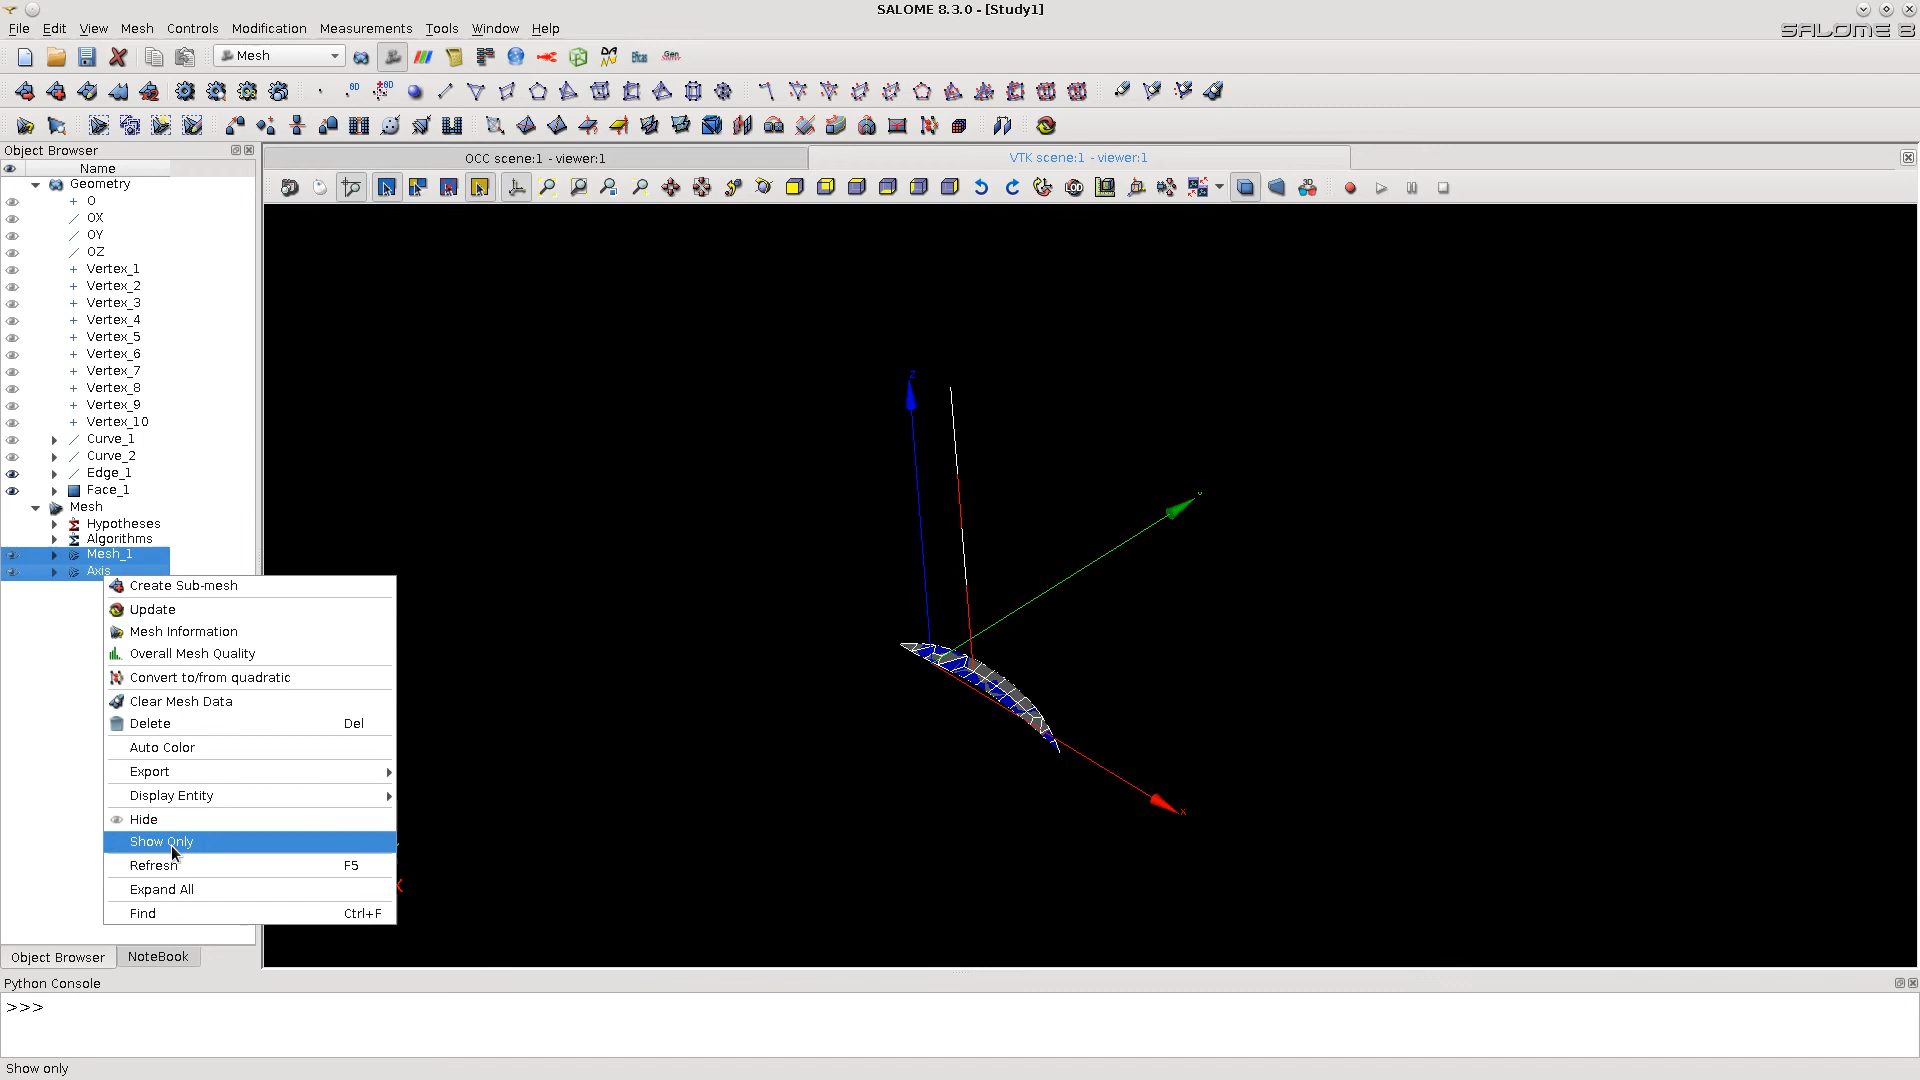 SALOME 8.3.0 - [Study1]
File Edit View Mesh Controls Modification Measurements Tools Window Help
SALOME 8
Mesh
Object Browser
OCC scene:1 - viewer:1
VTK scene:1 - viewer:1
Name
Geometry
O
OX
OY
OZ
Vertex_1
Vertex_2
Vertex_3
Vertex_4
Vertex_5
Vertex_6
Vertex_7
Vertex_8
Vertex_9
Vertex_10
Curve_1
Curve_2
Edge_1
Face_1
Mesh
Hypotheses
Algorithms
Mesh_1
Axis
Create Sub-mesh
Update
Mesh Information
Overall Mesh Quality
Convert to/from quadratic
Clear Mesh Data
Delete Del
Auto Color
Export
Display Entity
Hide
Show Only
Refresh F5
Expand All
Find Ctrl+F
Z
X
X
Object Browser NoteBook
Python Console
>>>
Show only